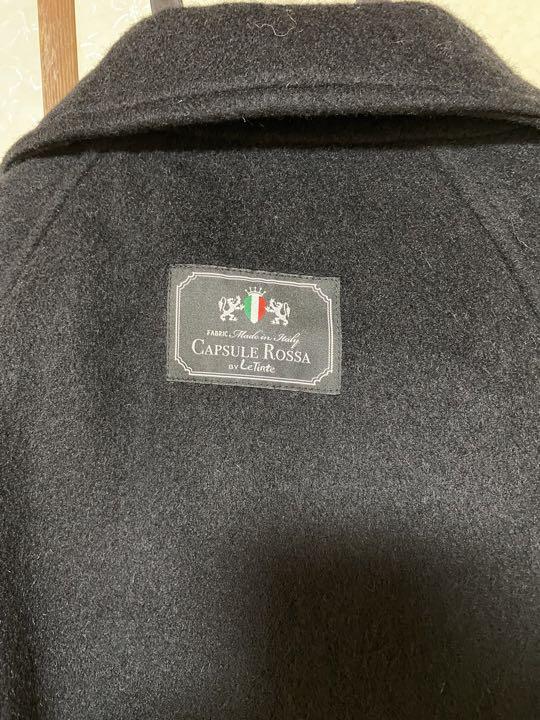 FABRIC Made in Italy
CAPSULE ROSSA
BY LeTinte